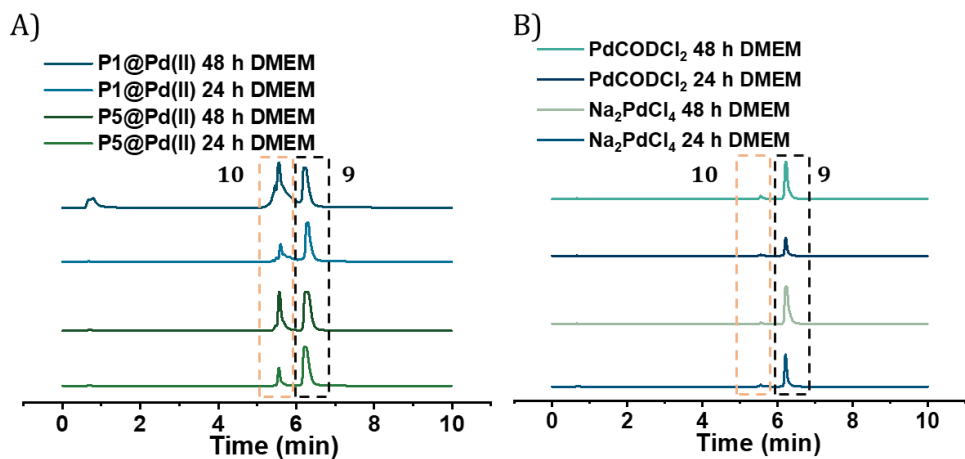 A)
P1@Pd(II) 48 h DMEM
P1@Pd(II) 24 h DMEM
P5@Pd(II) 48 h DMEM
P5@Pd(II) 24 h DMEM
10 9
0 2 4 6 8 10
Time (min)
B)
PdCODCl₂ 48 h DMEM
PdCODCl₂ 24 h DMEM
Na₂PdCl₄ 48 h DMEM
Na₂PdCl₄ 24 h DMEM
10 9
0 2 4 6 8 10
Time (min)